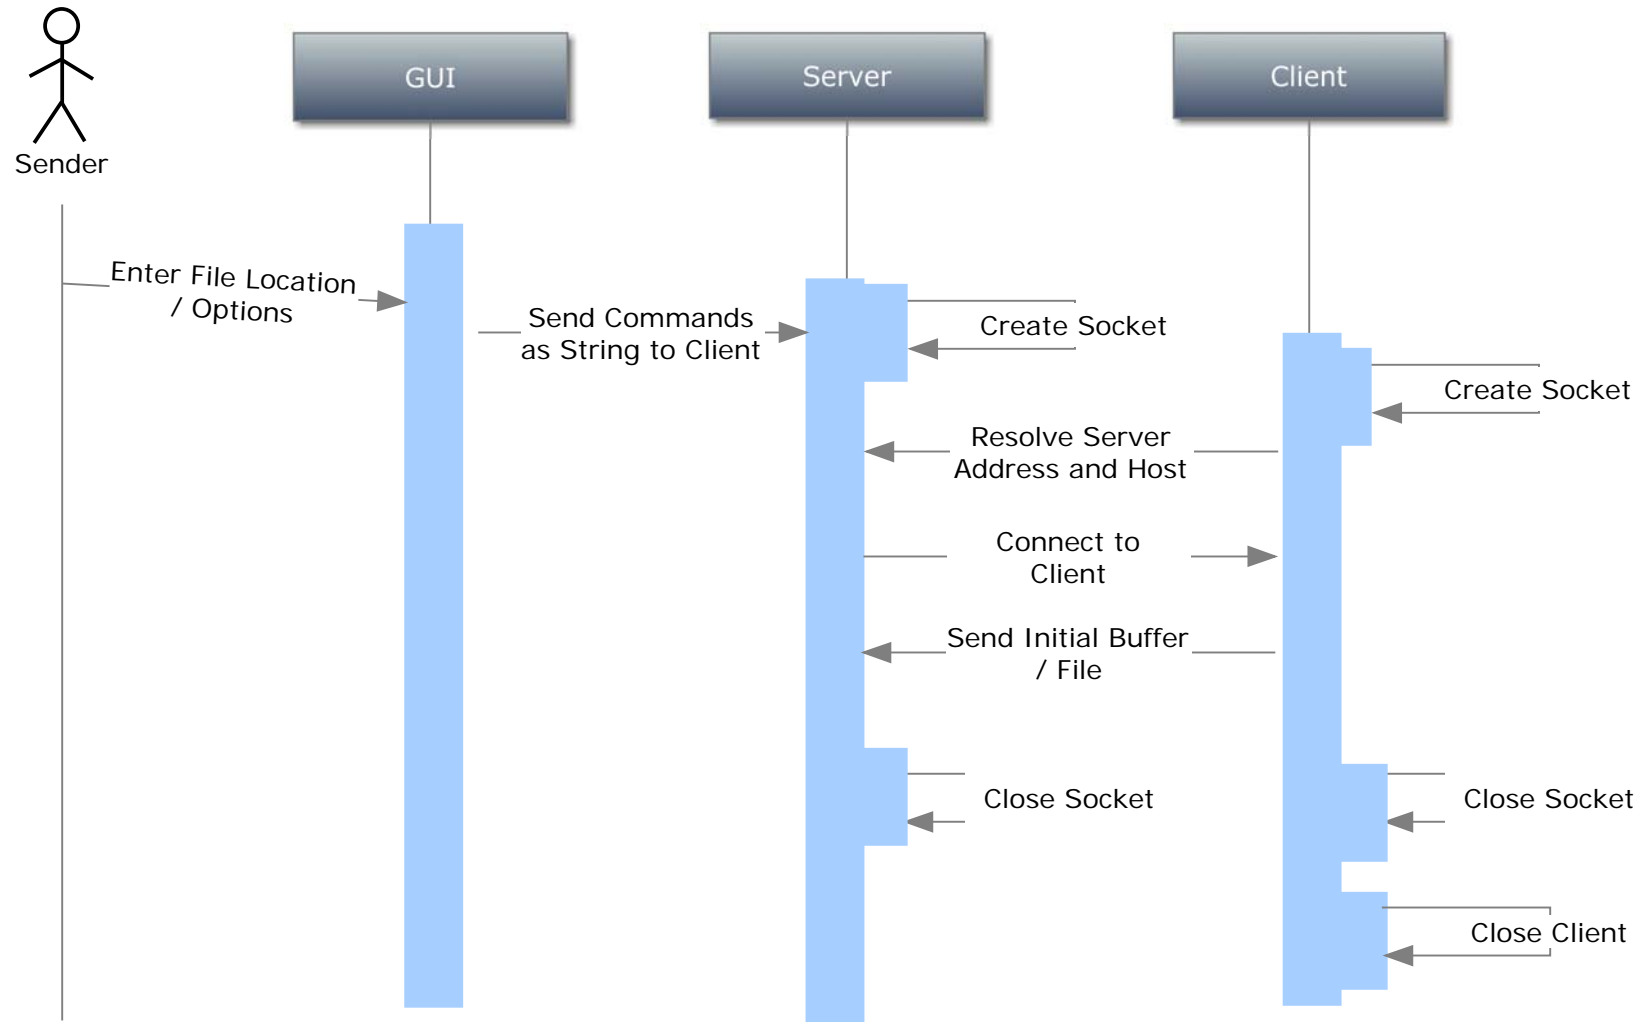 GUI
Server
Client
Sender
Enter File Location
/ Options
Send Commands
as String to Client
Create Socket
Create Socket
Resolve Server
Address and Host
Connect to
Client
Send Initial Buffer
/ File
Close Socket
Close Socket
Close Client